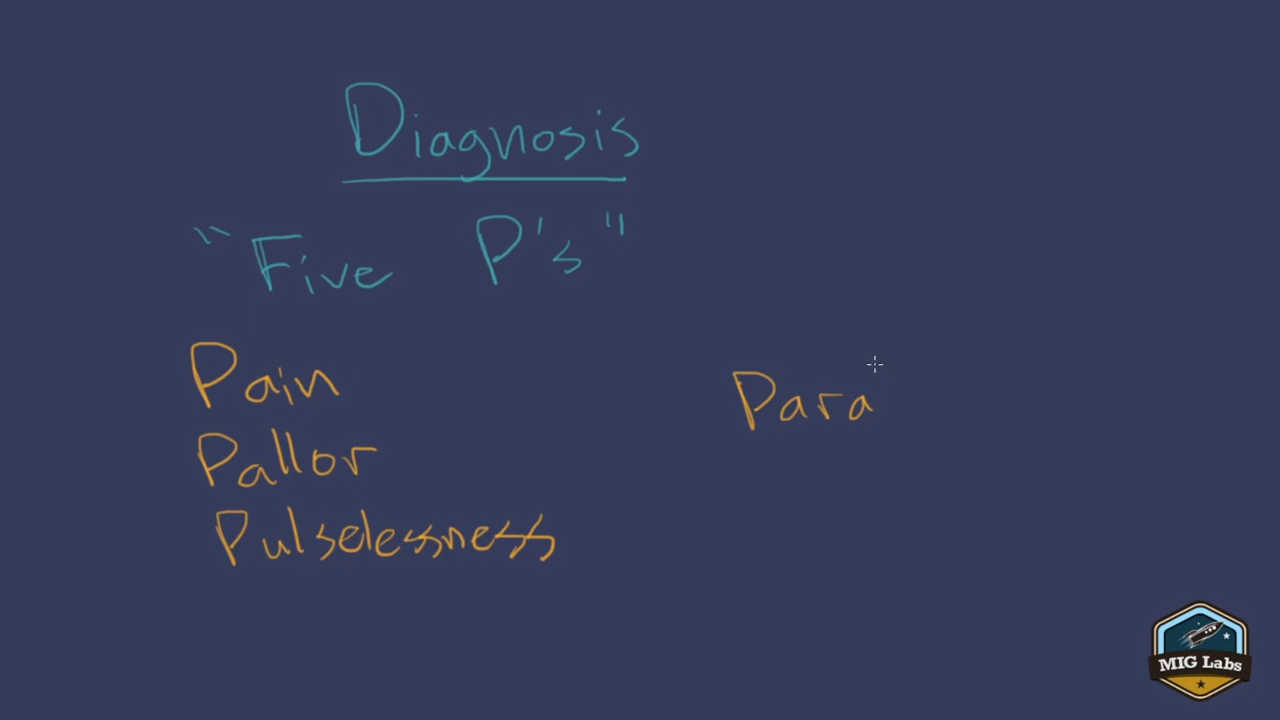 Diagnosis
"Five P's"
Pain
Pallor
Pulselessness
Para
MIG Labs